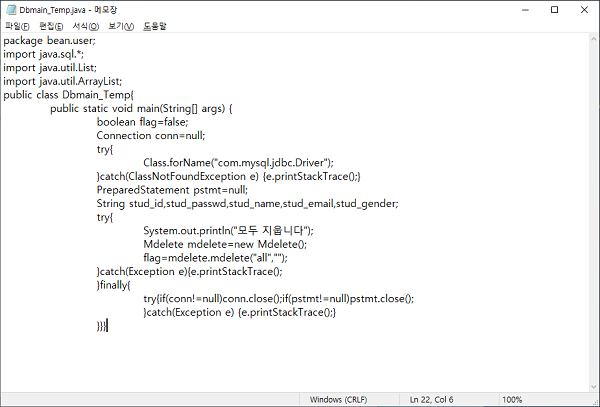 Dbmain_Temp.java - 메모장
파일(F) 편집(E) 서식(O) 보기(V) 도움말
package bean.user;
import java.sql.*;
import java.util.List;
import java.util.ArrayList;
public class Dbmain_Temp{
public static void main(String[] args) {
boolean flag=false;
Connection conn=null;
try{
Class.forName("com.mysql.jdbc.Driver");
}catch(ClassNotFoundException e) {e.printStackTrace();}
PreparedStatement pstmt=null;
String stud_id,stud_passwd,stud_name,stud_email,stud_gender;
try{
System.out.println("모두 지웁니다");
Mdelete mdelete=new Mdelete();
flag=mdelete.mdelete("all","");
}catch(Exception e){e.printStackTrace();
}finally{
try{if(conn!=null)conn.close();if(pstmt!=null)pstmt.close();
}catch(Exception e) {e.printStackTrace();}
}}}
Windows (CRLF) Ln 22, Col 6 100%